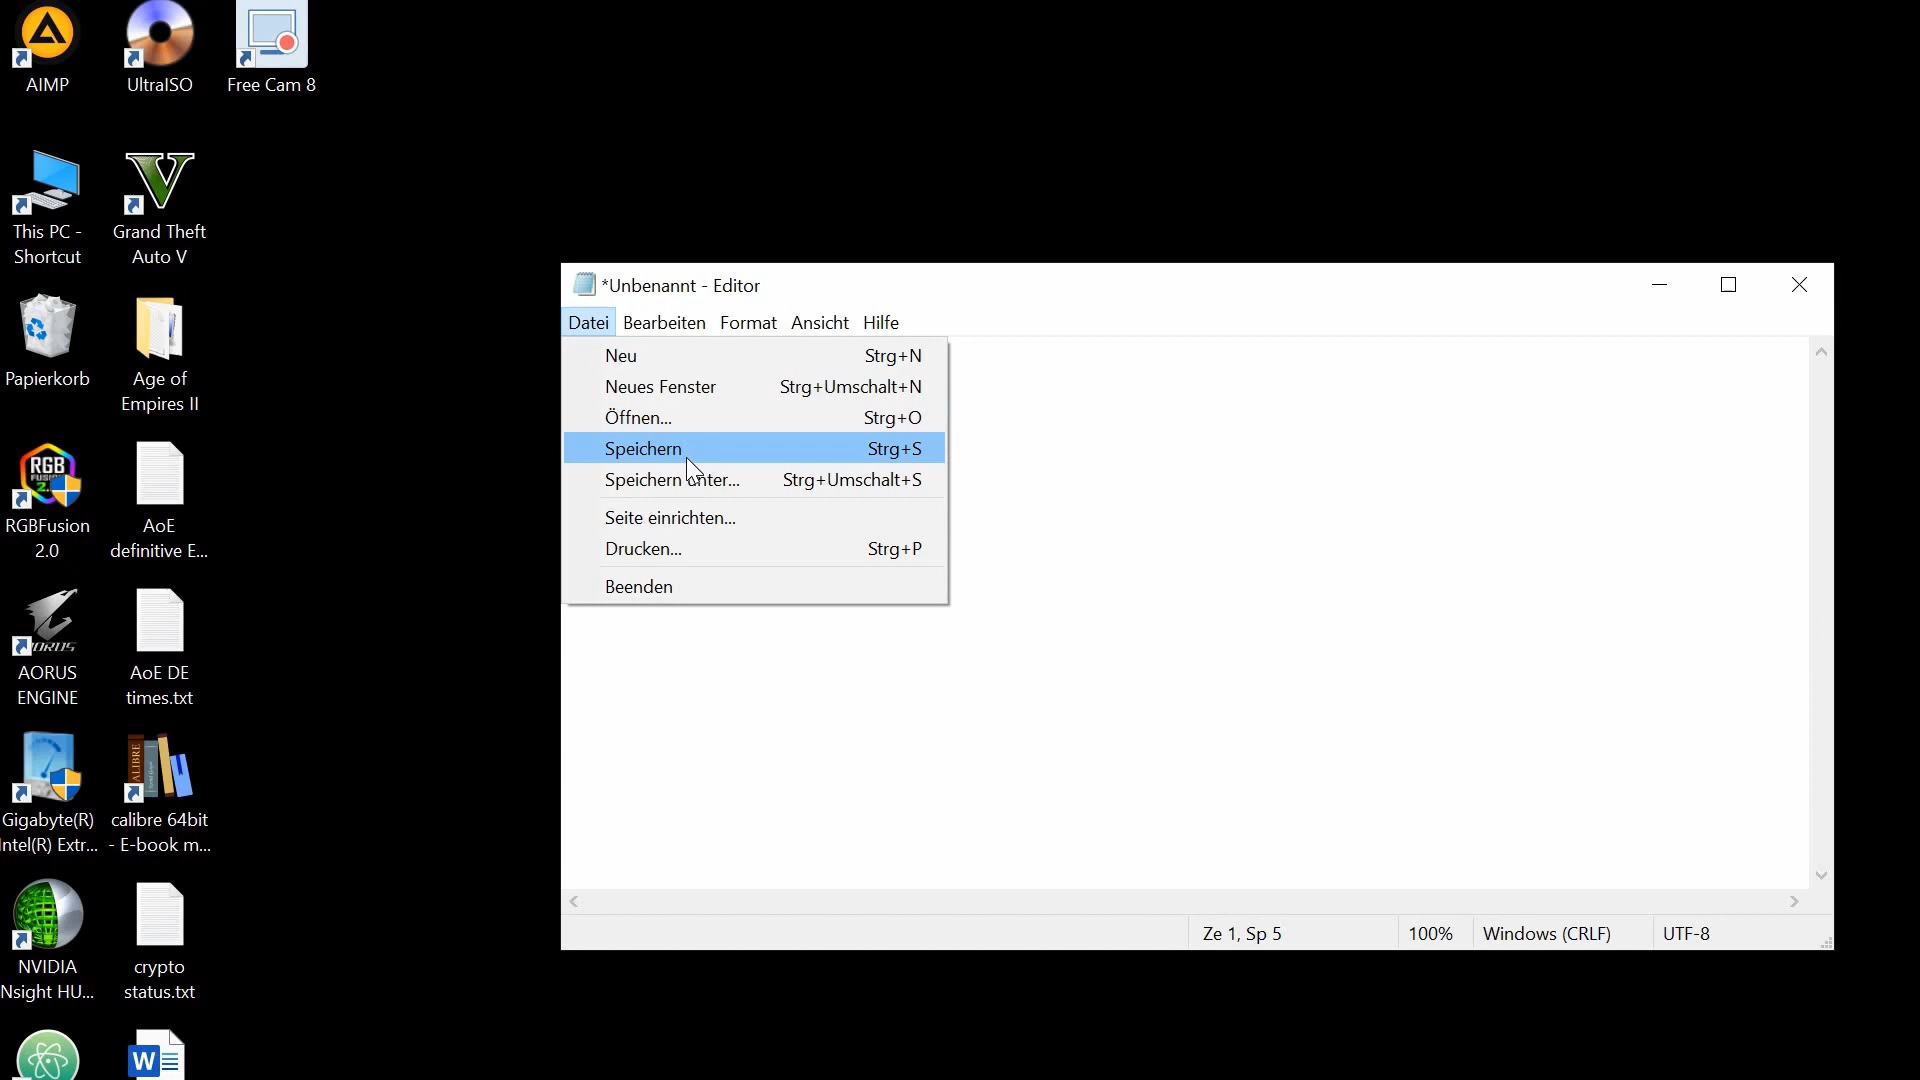 AIMP
UltraISO
Free Cam 8
This PC -
Shortcut
Grand Theft
Auto V
Papierkorb
Age of
Empires II
RGBFusion
2.0
AoE
definitive E...
AORUS
ENGINE
AoE DE
times.txt
Gigabyte(R)
Intel(R) Extr...
calibre 64bit
- E-book m...
NVIDIA
Nsight HU...
crypto
status.txt
*Unbenannt - Editor
Datei Bearbeiten Format Ansicht Hilfe
Neu Strg+N
Neues Fenster Strg+Umschalt+N
Öffnen... Strg+O
Speichern Strg+S
Speichern unter... Strg+Umschalt+S
Seite einrichten...
Drucken... Strg+P
Beenden
Ze 1, Sp 5 100% Windows (CRLF) UTF-8